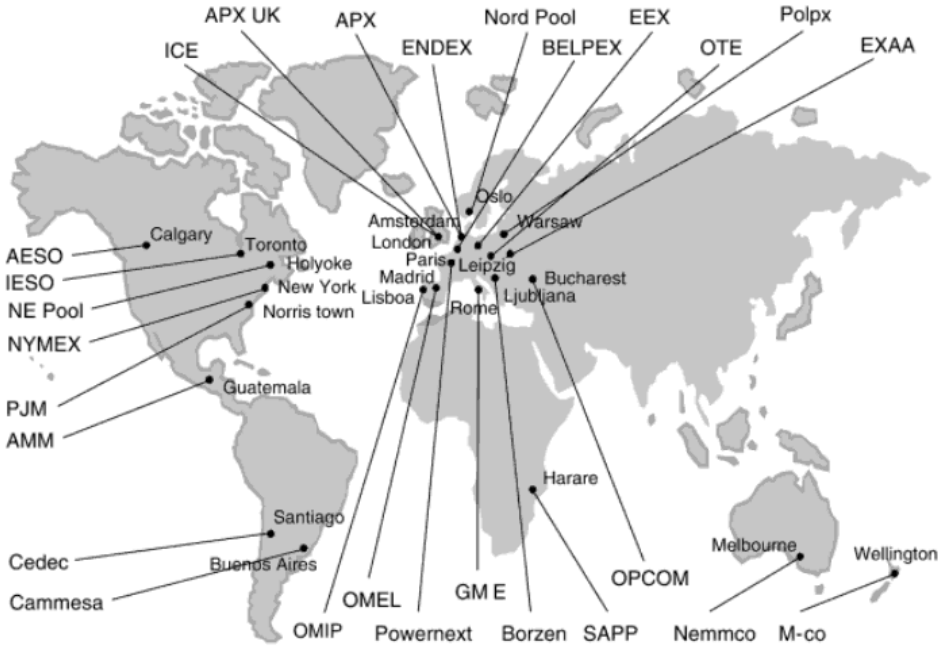 APX UK
APX
Nord Pool
EEX
Polpx
ICE
ENDEX
BELPEX
OTE
EXAA
Oslo
Amsterdam
Warsaw
Calgary
London
AESO
Toronto
Paris
Leipzig
IESO
Holyoke
Madrid
Bucharest
New York
Lisboa
Ljubljana
NE Pool
Norris town
Rome
NYMEX
Guatemala
PJM
AMM
Harare
Santiago
Melbourne
Wellington
Cedec
Buenos Aires
OPCOM
GM E
OMEL
Cammesa
OMIP
Powernext
Borzen
SAPP
Nemmco
M-co